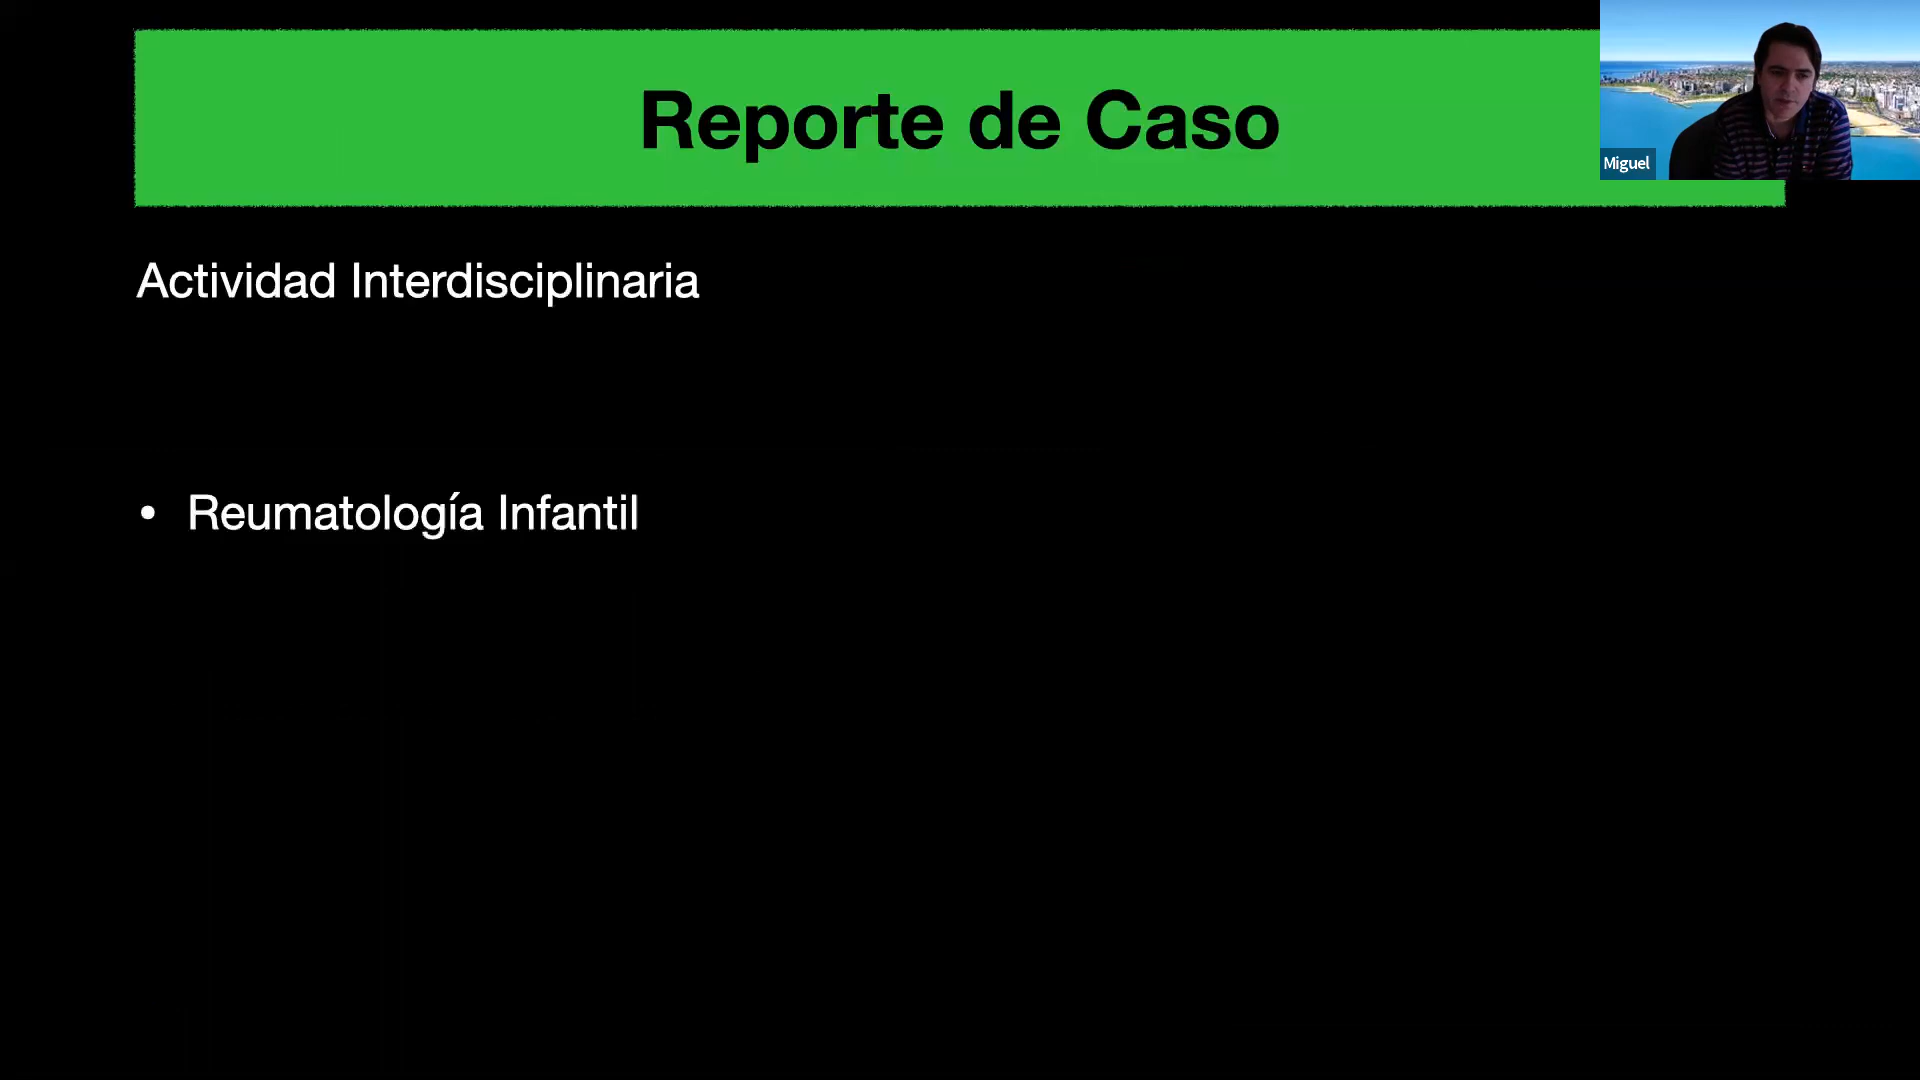 Reporte de Caso
Miguel
Actividad Interdisciplinaria
• Reumatología Infantil